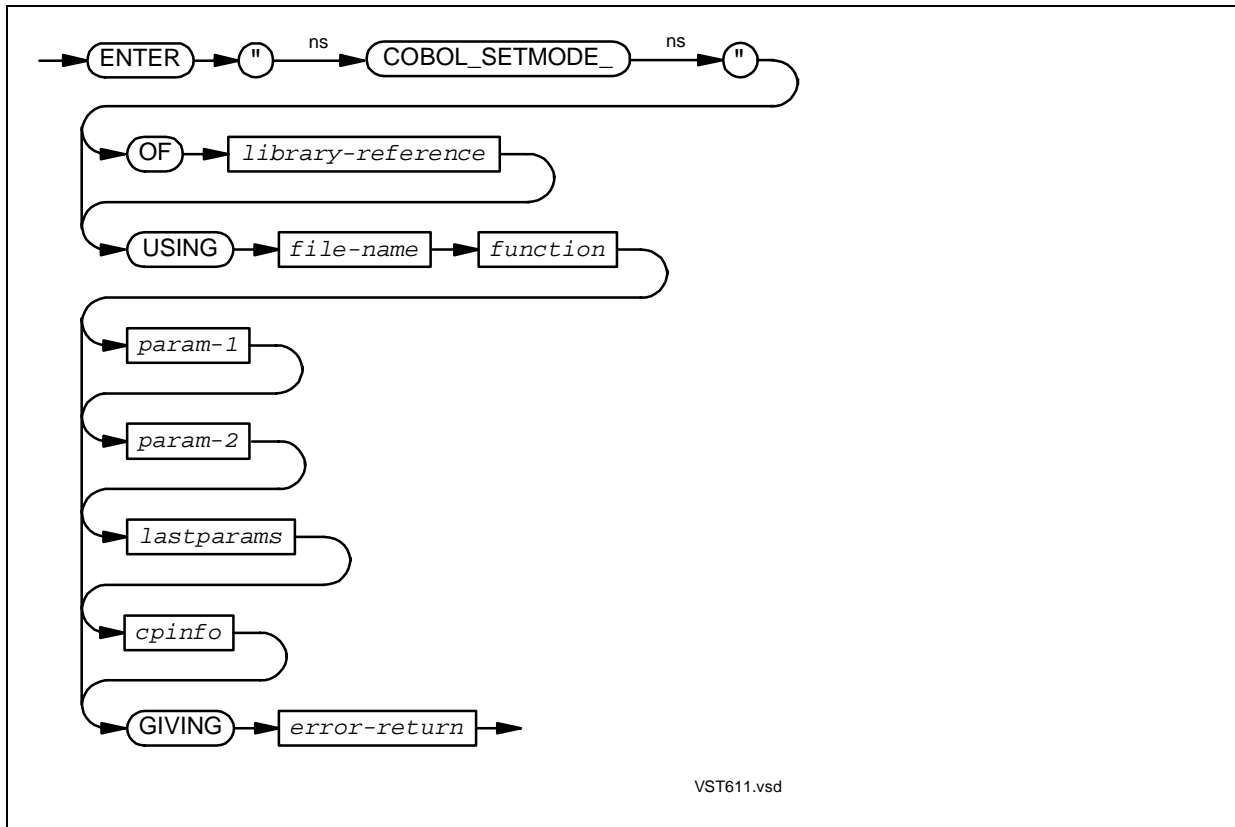 ENTER " ns COBOL_SETMODE_ ns "
OF library-reference
USING file-name function
param-1
param-2
lastparams
cpinfo
GIVING error-return
VST611.vsd